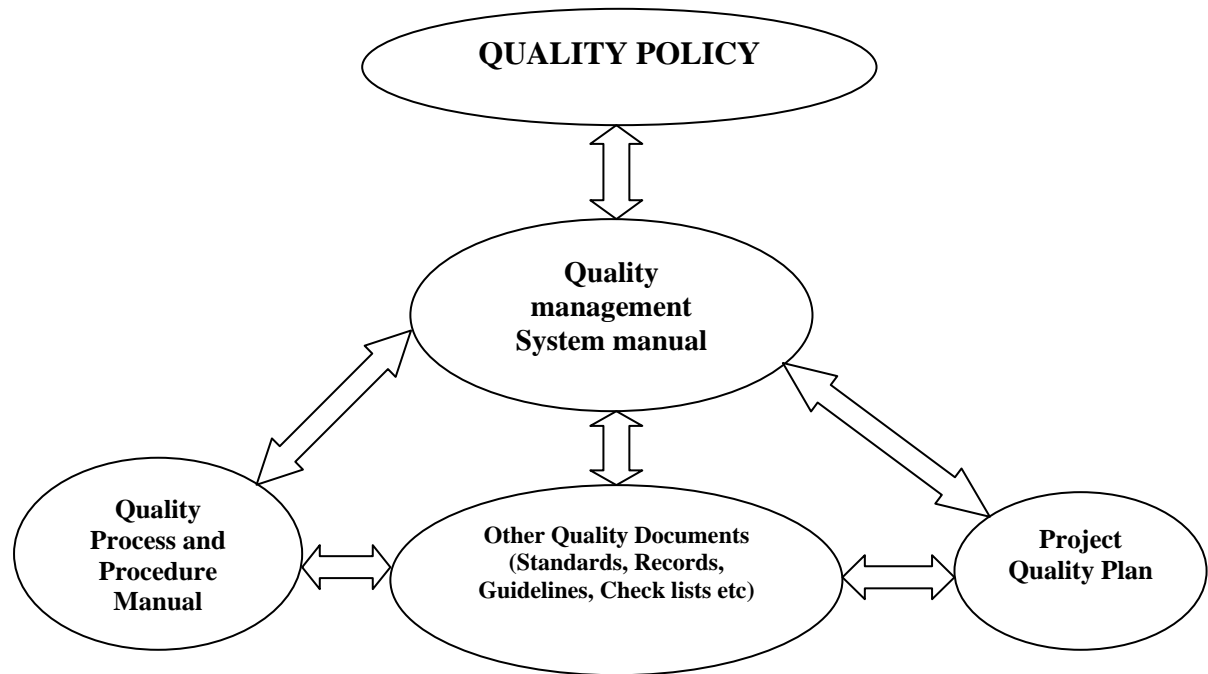 QUALITY POLICY
Quality
management
System manual
Quality
Process and
Procedure
Manual
Other Quality Documents
(Standards, Records,
Guidelines, Check lists etc)
Project
Quality Plan